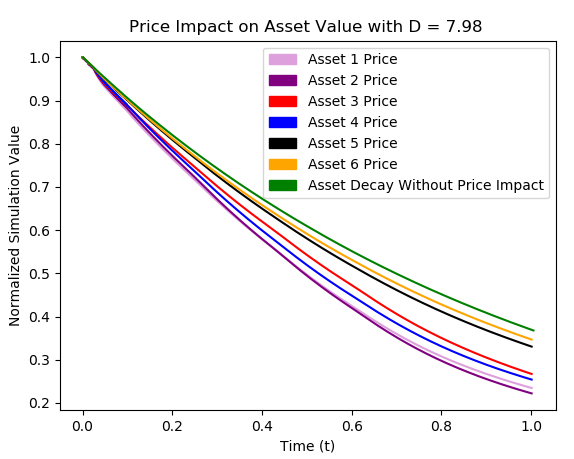 Price Impact on Asset Value with D = 7.98
1.0
0.9
0.8
0.7
0.6
0.5
0.4
0.3
0.2
Normalized Simulation Value
Asset 1 Price
Asset 2 Price
Asset 3 Price
Asset 4 Price
Asset 5 Price
Asset 6 Price
Asset Decay Without Price Impact
0.0 0.2 0.4 0.6 0.8 1.0
Time (t)